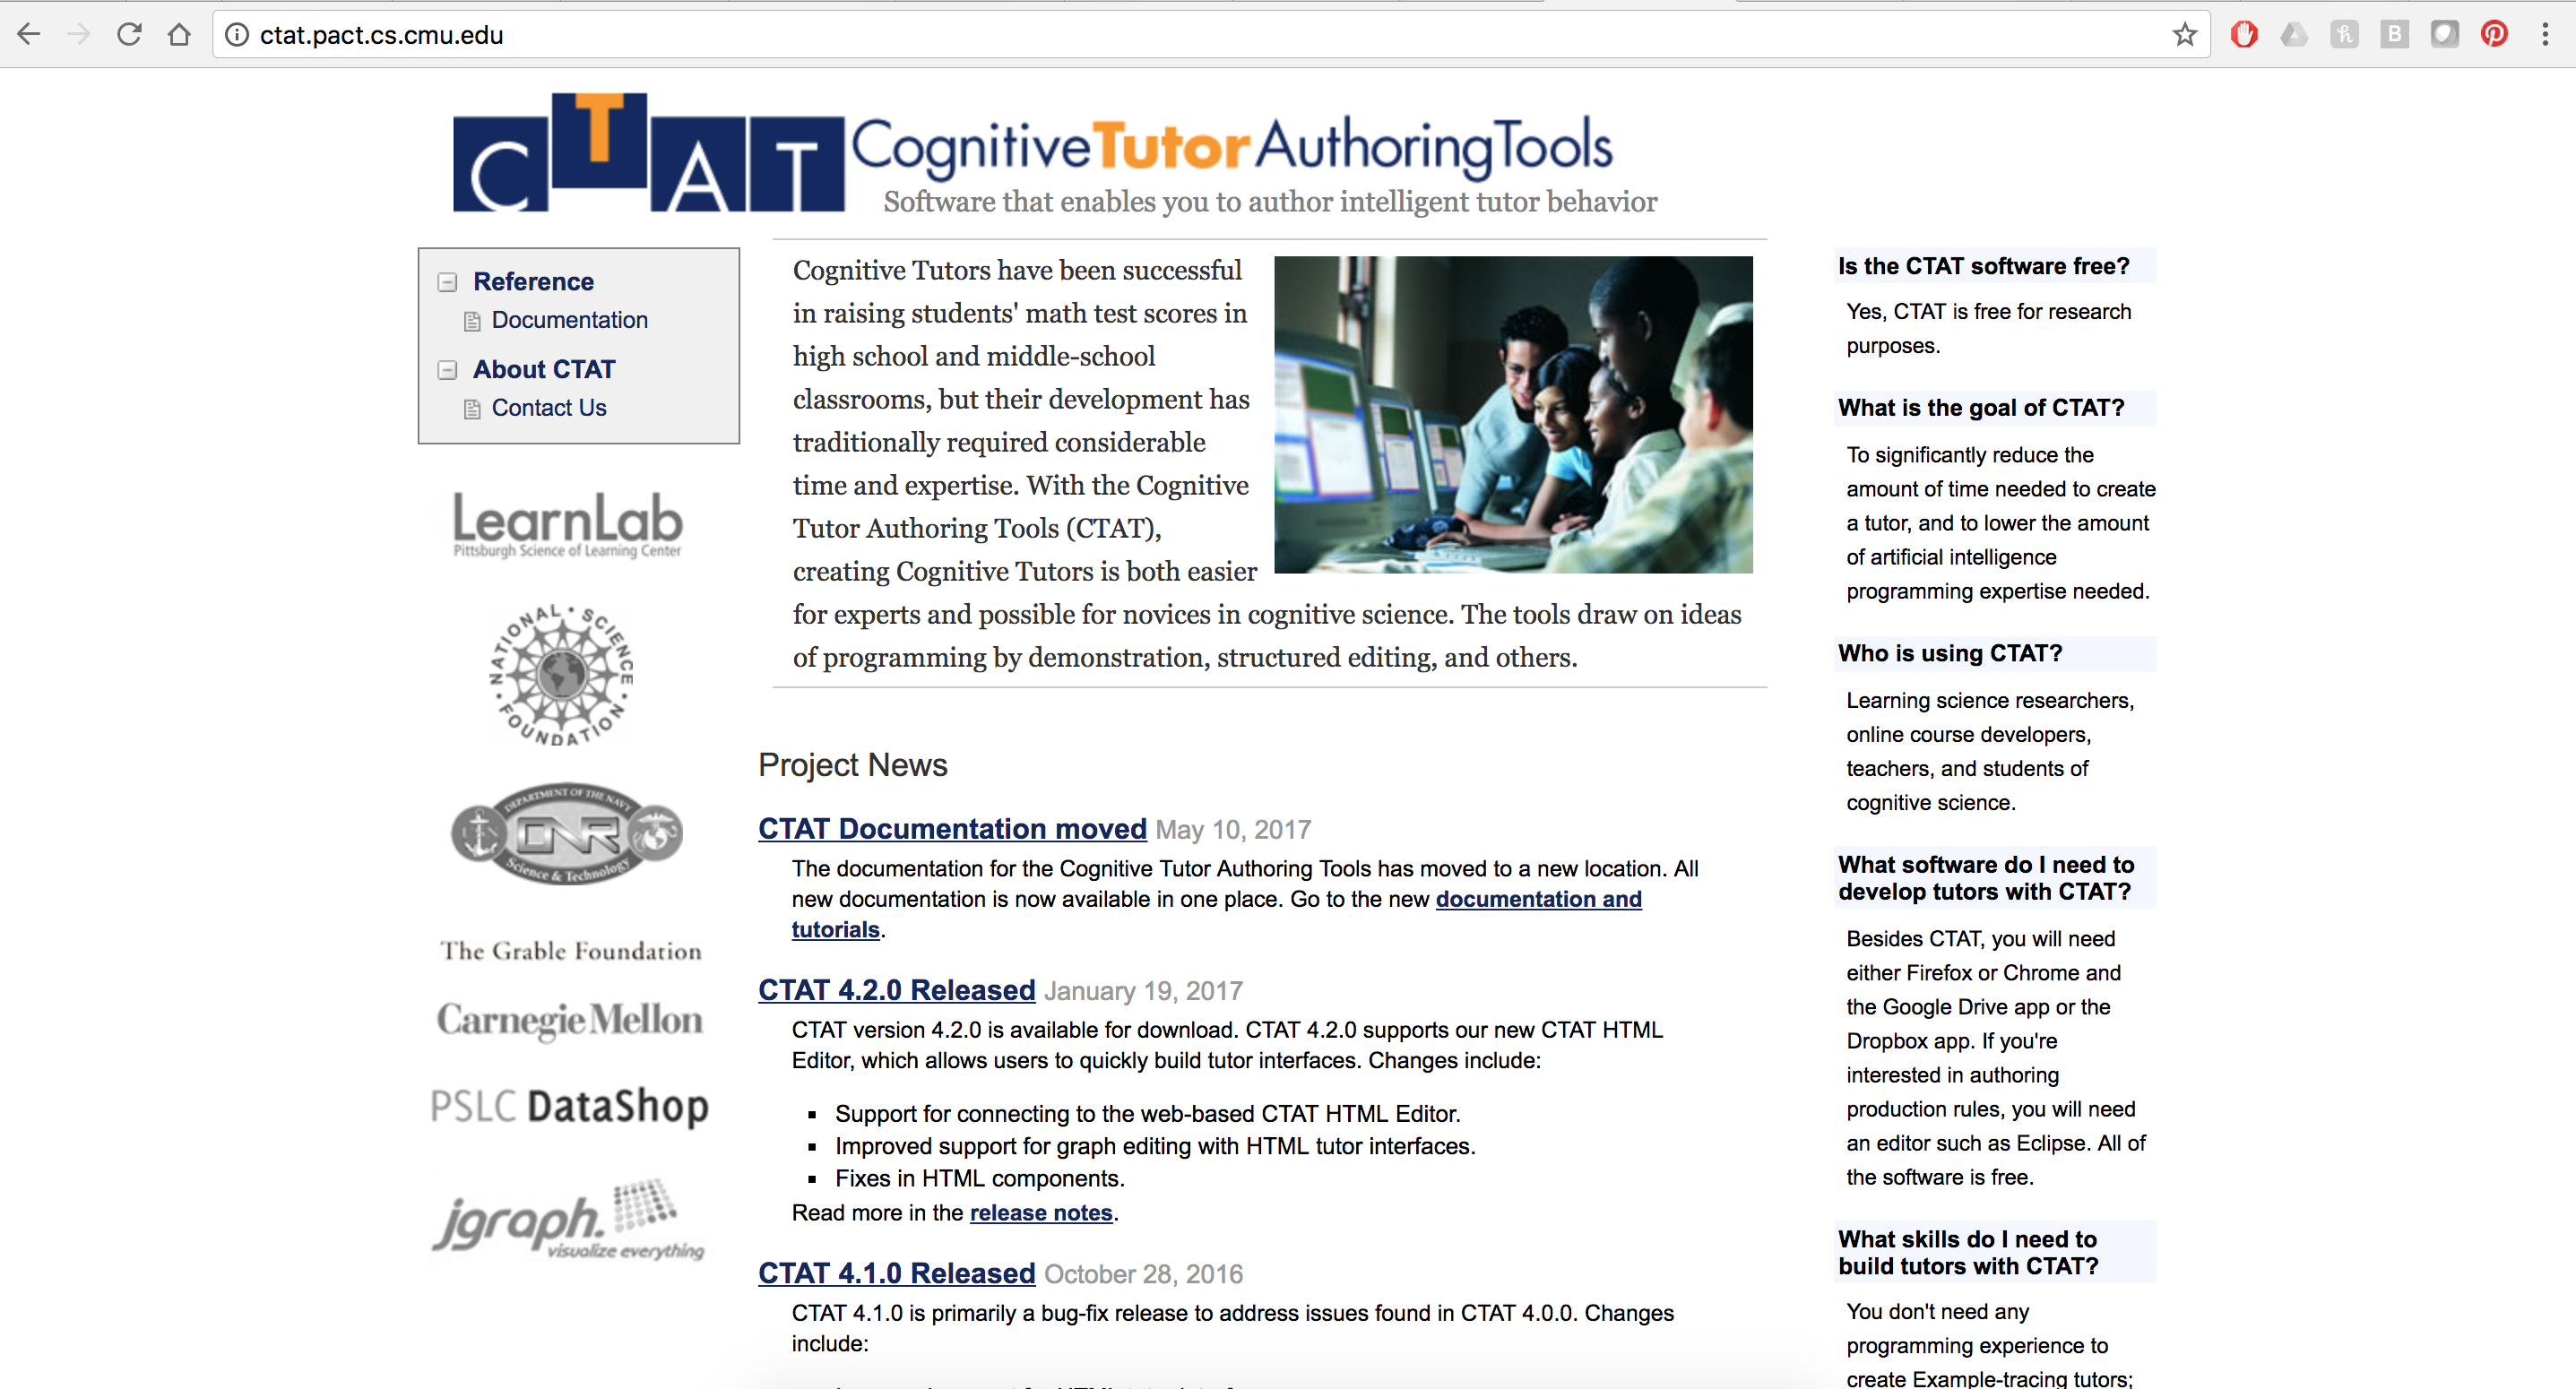 ctat.pact.cs.cmu.edu
CTAT CognitiveTutorAuthoringTools
Software that enables you to author intelligent tutor behavior
Reference
Documentation
About CTAT
Contact Us
LearnLab
Pittsburgh Science of Learning Center
NATIONAL • SCIENCE • FOUNDATION •
DEPARTMENT OF THE NAVY
ONR
Science & Technology
The Grable Foundation
Carnegie Mellon
PSLC DataShop
jgraph.
visualize everything
Cognitive Tutors have been successful
in raising students' math test scores in
high school and middle-school
classrooms, but their development has
traditionally required considerable
time and expertise. With the Cognitive
Tutor Authoring Tools (CTAT),
creating Cognitive Tutors is both easier
for experts and possible for novices in cognitive science. The tools draw on ideas
of programming by demonstration, structured editing, and others.
Project News
CTAT Documentation moved May 10, 2017
The documentation for the Cognitive Tutor Authoring Tools has moved to a new location. All
new documentation is now available in one place. Go to the new documentation and
tutorials.
CTAT 4.2.0 Released January 19, 2017
CTAT version 4.2.0 is available for download. CTAT 4.2.0 supports our new CTAT HTML
Editor, which allows users to quickly build tutor interfaces. Changes include:
▪ Support for connecting to the web-based CTAT HTML Editor.
▪ Improved support for graph editing with HTML tutor interfaces.
▪ Fixes in HTML components.
Read more in the release notes.
CTAT 4.1.0 Released October 28, 2016
CTAT 4.1.0 is primarily a bug-fix release to address issues found in CTAT 4.0.0. Changes
include:
Is the CTAT software free?
Yes, CTAT is free for research
purposes.
What is the goal of CTAT?
To significantly reduce the
amount of time needed to create
a tutor, and to lower the amount
of artificial intelligence
programming expertise needed.
Who is using CTAT?
Learning science researchers,
online course developers,
teachers, and students of
cognitive science.
What software do I need to
develop tutors with CTAT?
Besides CTAT, you will need
either Firefox or Chrome and
the Google Drive app or the
Dropbox app. If you're
interested in authoring
production rules, you will need
an editor such as Eclipse. All of
the software is free.
What skills do I need to
build tutors with CTAT?
You don't need any
programming experience to
create Example-tracing tutors;